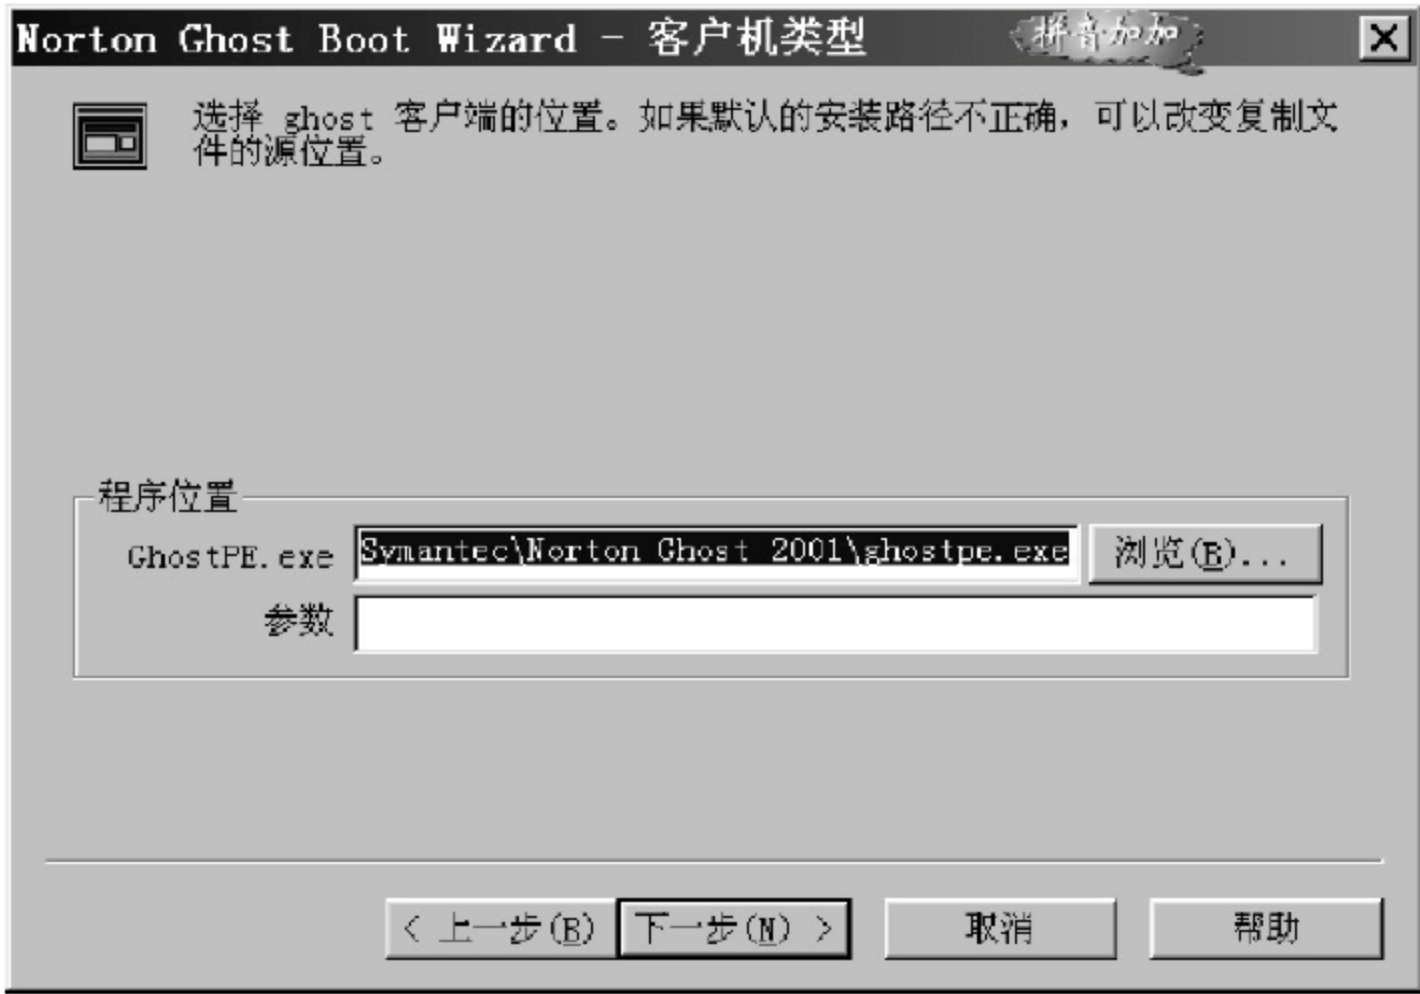 Norton Ghost Boot Wizard - 客户机类型
拼音加加
选择 ghost 客户端的位置。如果默认的安装路径不正确，可以改变复制文
件的源位置。
程序位置
GhostPE.exe Symantec\Norton Ghost 2001\ghostpe.exe 浏览(B)...
参数
< 上一步(B) 下一步(N) > 取消 帮助